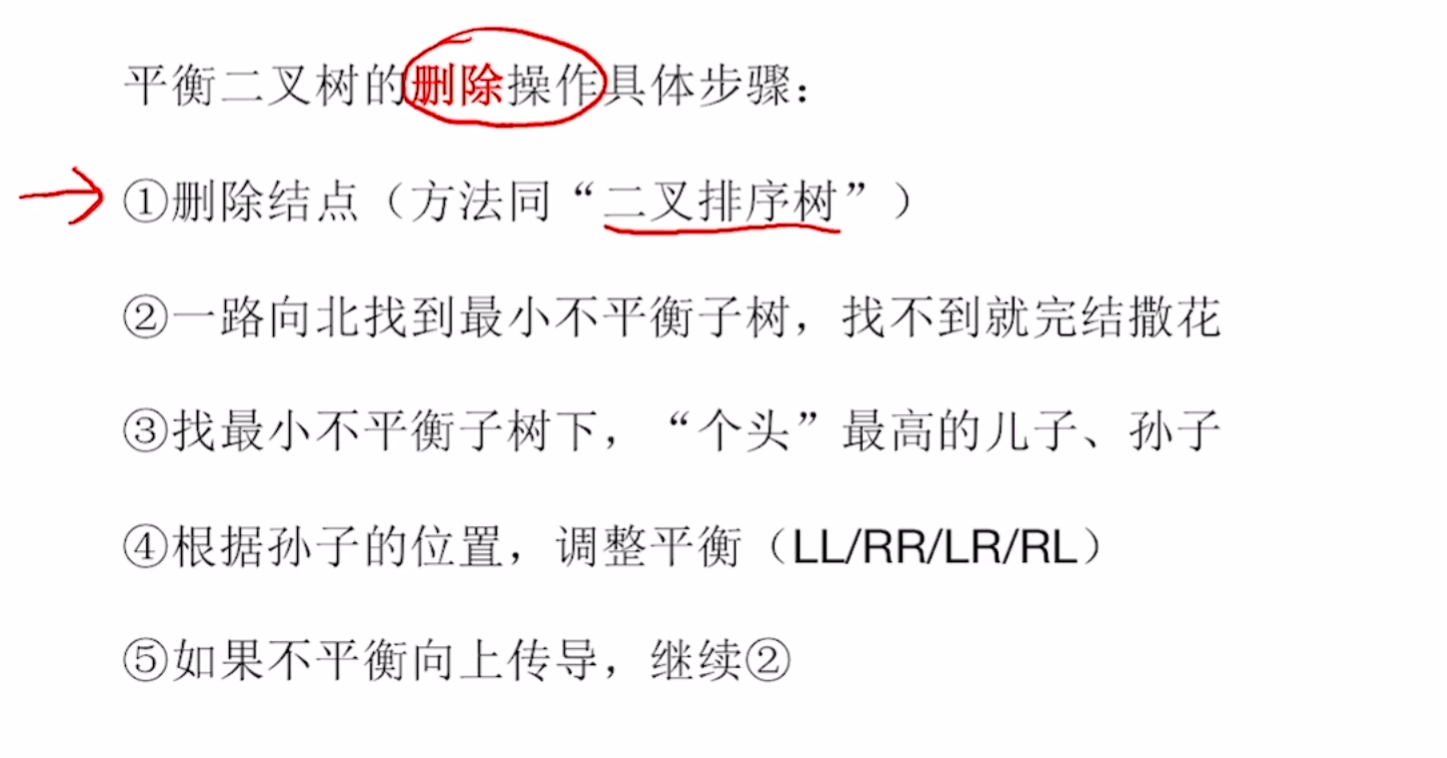 平衡二叉树的删除操作具体步骤：
①删除结点（方法同“二叉排序树”）
②一路向北找到最小不平衡子树，找不到就完结撒花
③找最小不平衡子树下，“个头”最高的儿子、孙子
④根据孙子的位置，调整平衡（LL/RR/LR/RL）
⑤如果不平衡向上传导，继续②